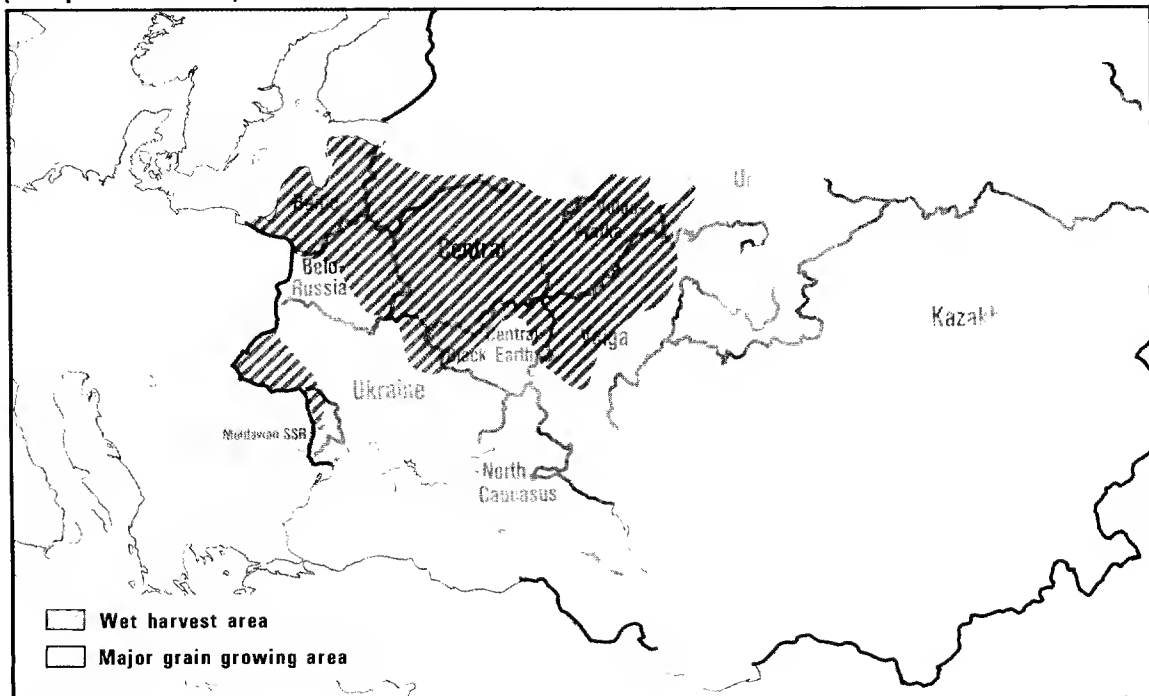 Central
Belo-
Russia
Kazakh
Central
Black Earth
Volga
Ukraine
Moldavian SSR
North
Caucasus
Wet harvest area
Major grain growing area